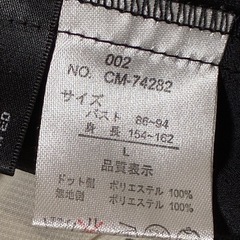 002
NO. CM-74282
サイズ
バスト 86~94
身長 154~162
L
品質表示
ドット側 ポリエステル 100%
無地側 ポリエステル 100%